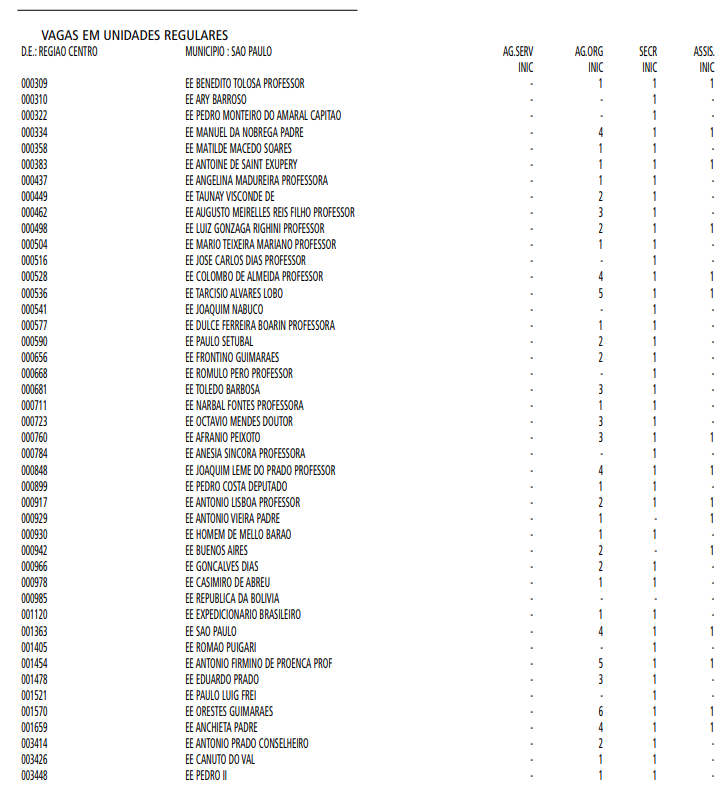 VAGAS EM UNIDADES REGULARES
D.E.: REGIAO CENTRO MUNICIPIO : SAO PAULO AG.SERV AG.ORG SECR ASSIS.
INIC INIC INIC INIC
000309 EE BENEDITO TOLOSA PROFESSOR - 1 1 1
000310 EE ARY BARROSO - - 1 -
000322 EE PEDRO MONTEIRO DO AMARAL CAPITAO - - 1 -
000334 EE MANUEL DA NOBREGA PADRE - 4 1 1
000358 EE MATILDE MACEDO SOARES - 1 1 -
000383 EE ANTOINE DE SAINT EXUPERY - 1 1 1
000437 EE ANGELINA MADUREIRA PROFESSORA - 1 1 -
000449 EE TAUNAY VISCONDE DE - 2 1 -
000462 EE AUGUSTO MEIRELLES REIS FILHO PROFESSOR - 3 1 -
000498 EE LUIZ GONZAGA RIGHINI PROFESSOR - 2 1 1
000504 EE MARIO TEIXEIRA MARIANO PROFESSOR - 1 1 -
000516 EE JOSE CARLOS DIAS PROFESSOR - - 1 -
000528 EE COLOMBO DE ALMEIDA PROFESSOR - 4 1 1
000536 EE TARCISIO ALVARES LOBO - 5 1 1
000541 EE JOAQUIM NABUCO - - 1 -
000577 EE DULCE FERREIRA BOARIN PROFESSORA - 1 1 -
000590 EE PAULO SETUBAL - 2 1 -
000656 EE FRONTINO GUIMARAES - 2 1 -
000668 EE ROMULO PERO PROFESSOR - - 1 -
000681 EE TOLEDO BARBOSA - 3 1 -
000711 EE NARBAL FONTES PROFESSORA - 1 1 -
000723 EE OCTAVIO MENDES DOUTOR - 3 1 -
000760 EE AFRANIO PEIXOTO - 3 1 1
000784 EE ANESIA SINCORA PROFESSORA - - 1 -
000848 EE JOAQUIM LEME DO PRADO PROFESSOR - 4 1 1
000899 EE PEDRO COSTA DEPUTADO - 1 1 -
000917 EE ANTONIO LISBOA PROFESSOR - 2 1 1
000929 EE ANTONIO VIEIRA PADRE - 1 - 1
000930 EE HOMEM DE MELLO BARAO - 1 1 -
000942 EE BUENOS AIRES - 2 - 1
000966 EE GONCALVES DIAS - 2 1 -
000978 EE CASIMIRO DE ABREU - 1 1 -
000985 EE REPUBLICA DA BOLIVIA - - - -
001120 EE EXPEDICIONARIO BRASILEIRO - 1 1 -
001363 EE SAO PAULO - 4 1 1
001405 EE ROMAO PUIGARI - - 1 -
001454 EE ANTONIO FIRMINO DE PROENCA PROF - 5 1 1
001478 EE EDUARDO PRADO - 3 1 -
001521 EE PAULO LUIG FREI - - 1 -
001570 EE ORESTES GUIMARAES - 6 1 1
001659 EE ANCHIETA PADRE - 4 1 1
003414 EE ANTONIO PRADO CONSELHEIRO - 2 1 -
003426 EE CANUTO DO VAL - 1 1 -
003448 EE PEDRO II - 1 1 -